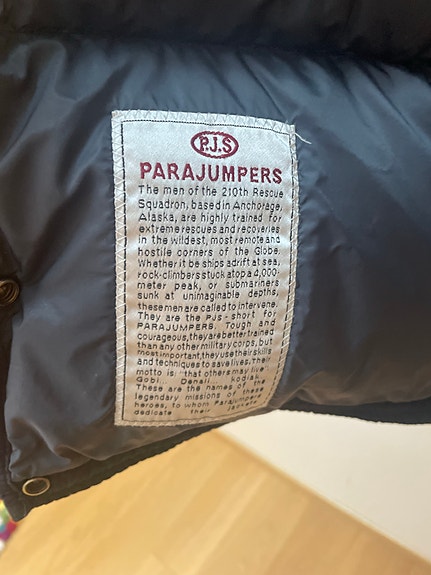 P.J.S
PARAJUMPERS
The men of the 210th Rescue
Squadron, based in Anchorage,
Alaska, are highly trained for
extreme rescues and recoveries
in the wildest, most remote and
hostile corners of the Globe.
Whether it be ships adrift at sea,
rock-climbers stuck atop a 4,000-
meter peak, or submariners
sunk at unimaginable depths,
these men are called to intervene.
They are the PJS - short for
PARAJUMPERS. Tough and
courageous, they are better trained
than any other military corps, but
most important, they use their skills
and techniques to save lives. Their
motto is "that others may live"
Gobi... Denali... Kodiak...
These are the names of the
legendary missions of these
heroes, to whom Parajumpers
dedicate their jackets.